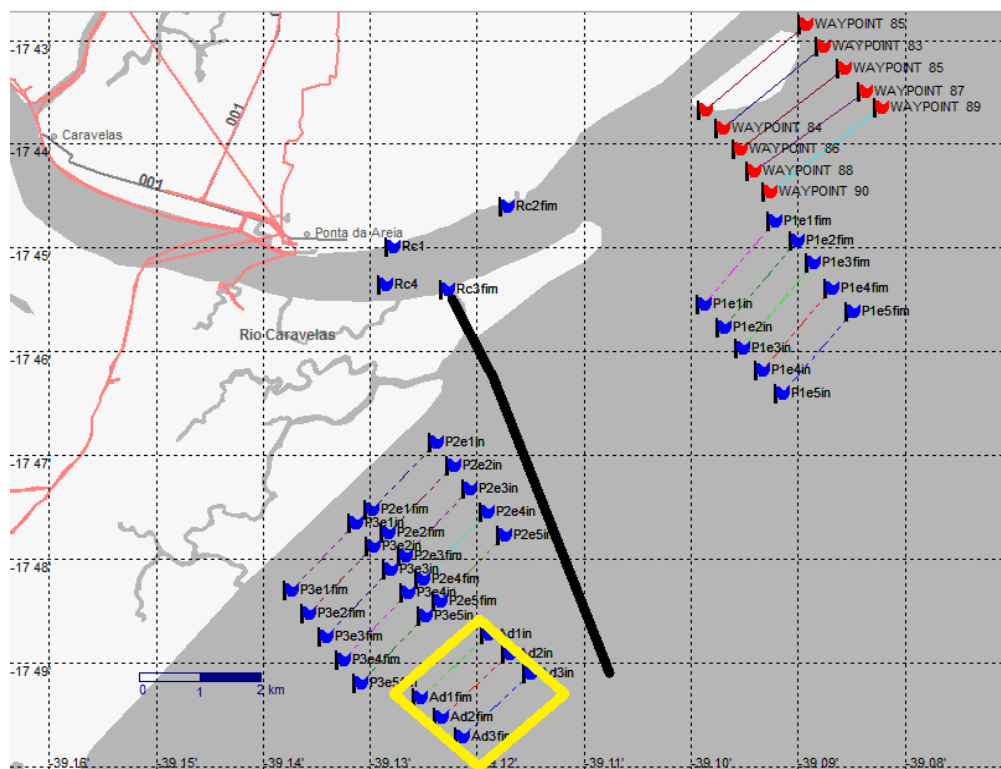 WAYPOINT 85
-17 43
WAYPOINT 83
WAYPOINT 85
WAYPOINT 87
WAYPOINT 89
001
Caravelas
WAYPOINT 84
-17 44
WAYPOINT 86
WAYPOINT 88
001
WAYPOINT 90
Rc2fim
P1e1fim
Ponta da Areia
P1e2fim
Rc1
-17 45
P1e3fim
Rc4
Rc3fim
P1e4fim
P1e1in
P1e5fim
P1e2in
Rio Caravelas
P1e3in
-17 46
P1e4in
P1e5in
P2e1in
-17 47
P2e2in
P2e3in
P2e1fim
P2e4in
P3e1in
P2e2fim
P2e5in
P3e2in
P2e3fim
-17 48
P3e3in
P2e4fim
P3e1fim
P3e4in
P2e5fim
P3e2fim
P3e5in
P3e3fim
Ad1in
Ad2in
P3e4fim
-17 49
Ad3in
P3e5fim
0 1 2 km
Ad1fim
Ad2fim
Ad3fim
-39.16 -39.15 -39.14 -39.13 -39.12 -39.10 -39.09 -39.08